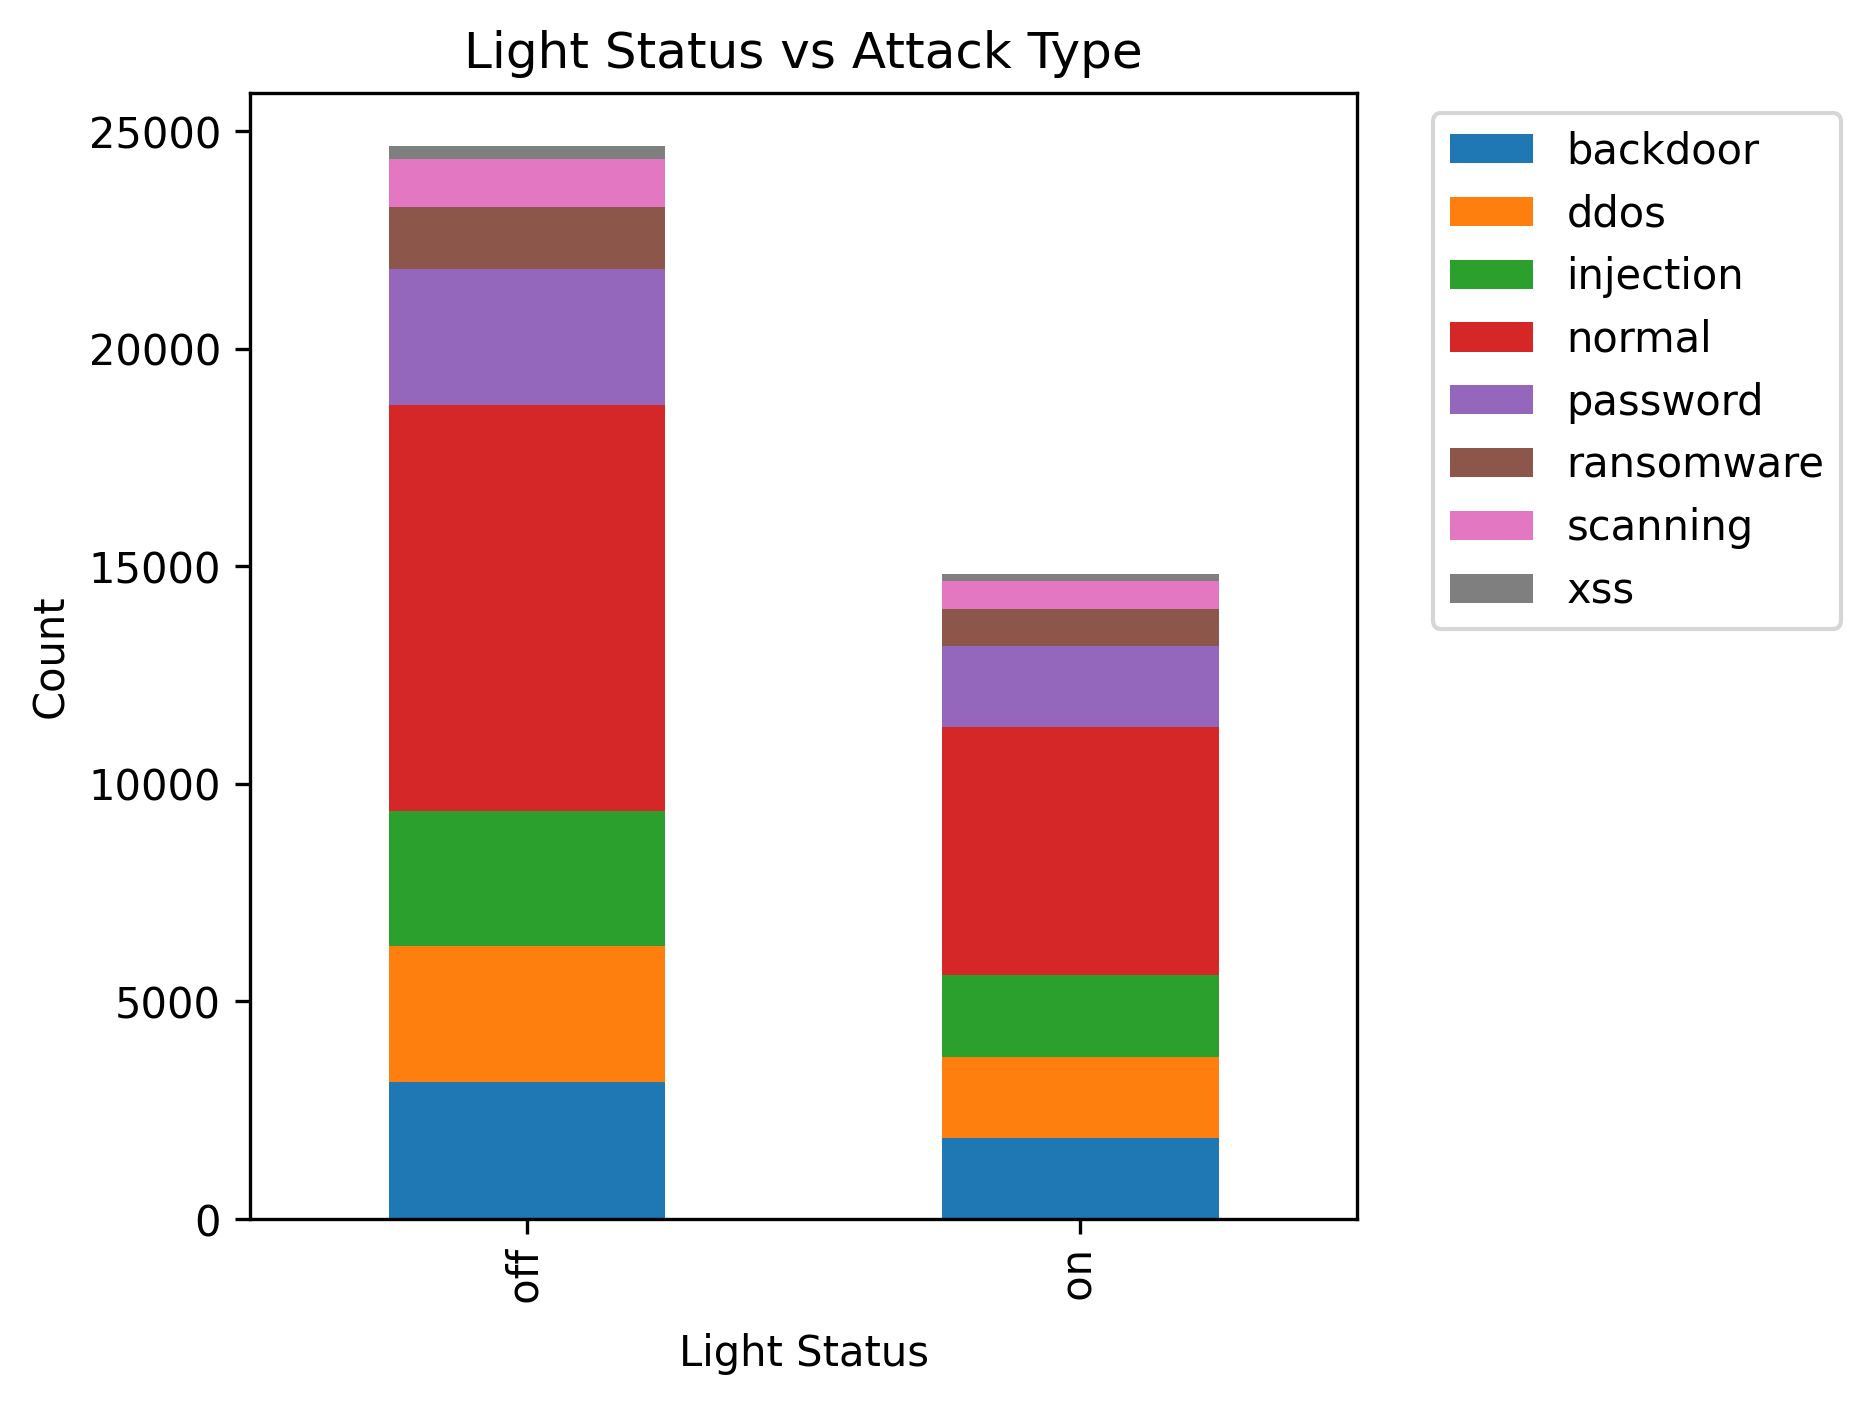 Light Status vs Attack Type
25000
20000
15000
10000
5000
0
Count
off
on
Light Status
backdoor
ddos
injection
normal
password
ransomware
scanning
xss